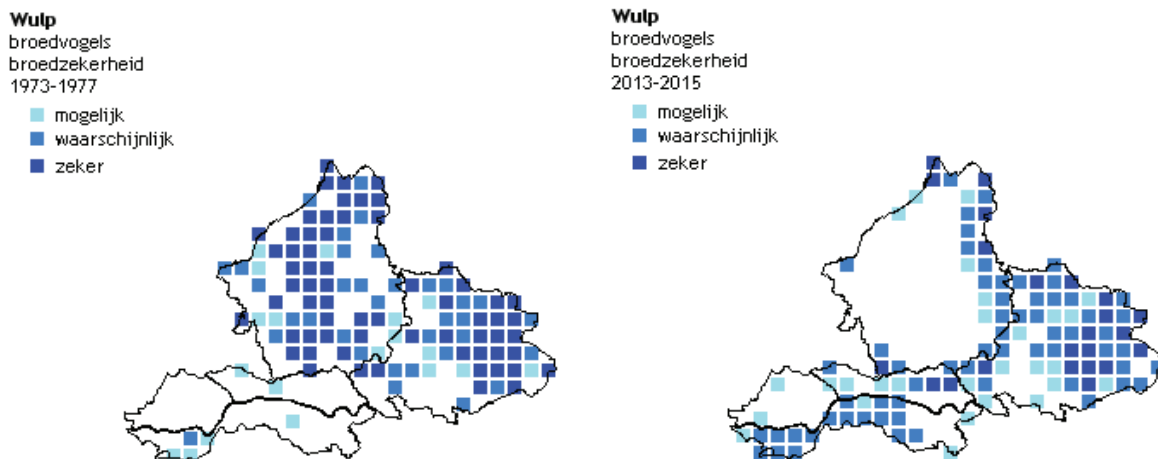 Wulp
broedvogels
broedzekerheid
1973-1977
mogelijk
waarschijnlijk
zeker
Wulp
broedvogels
broedzekerheid
2013-2015
mogelijk
waarschijnlijk
zeker